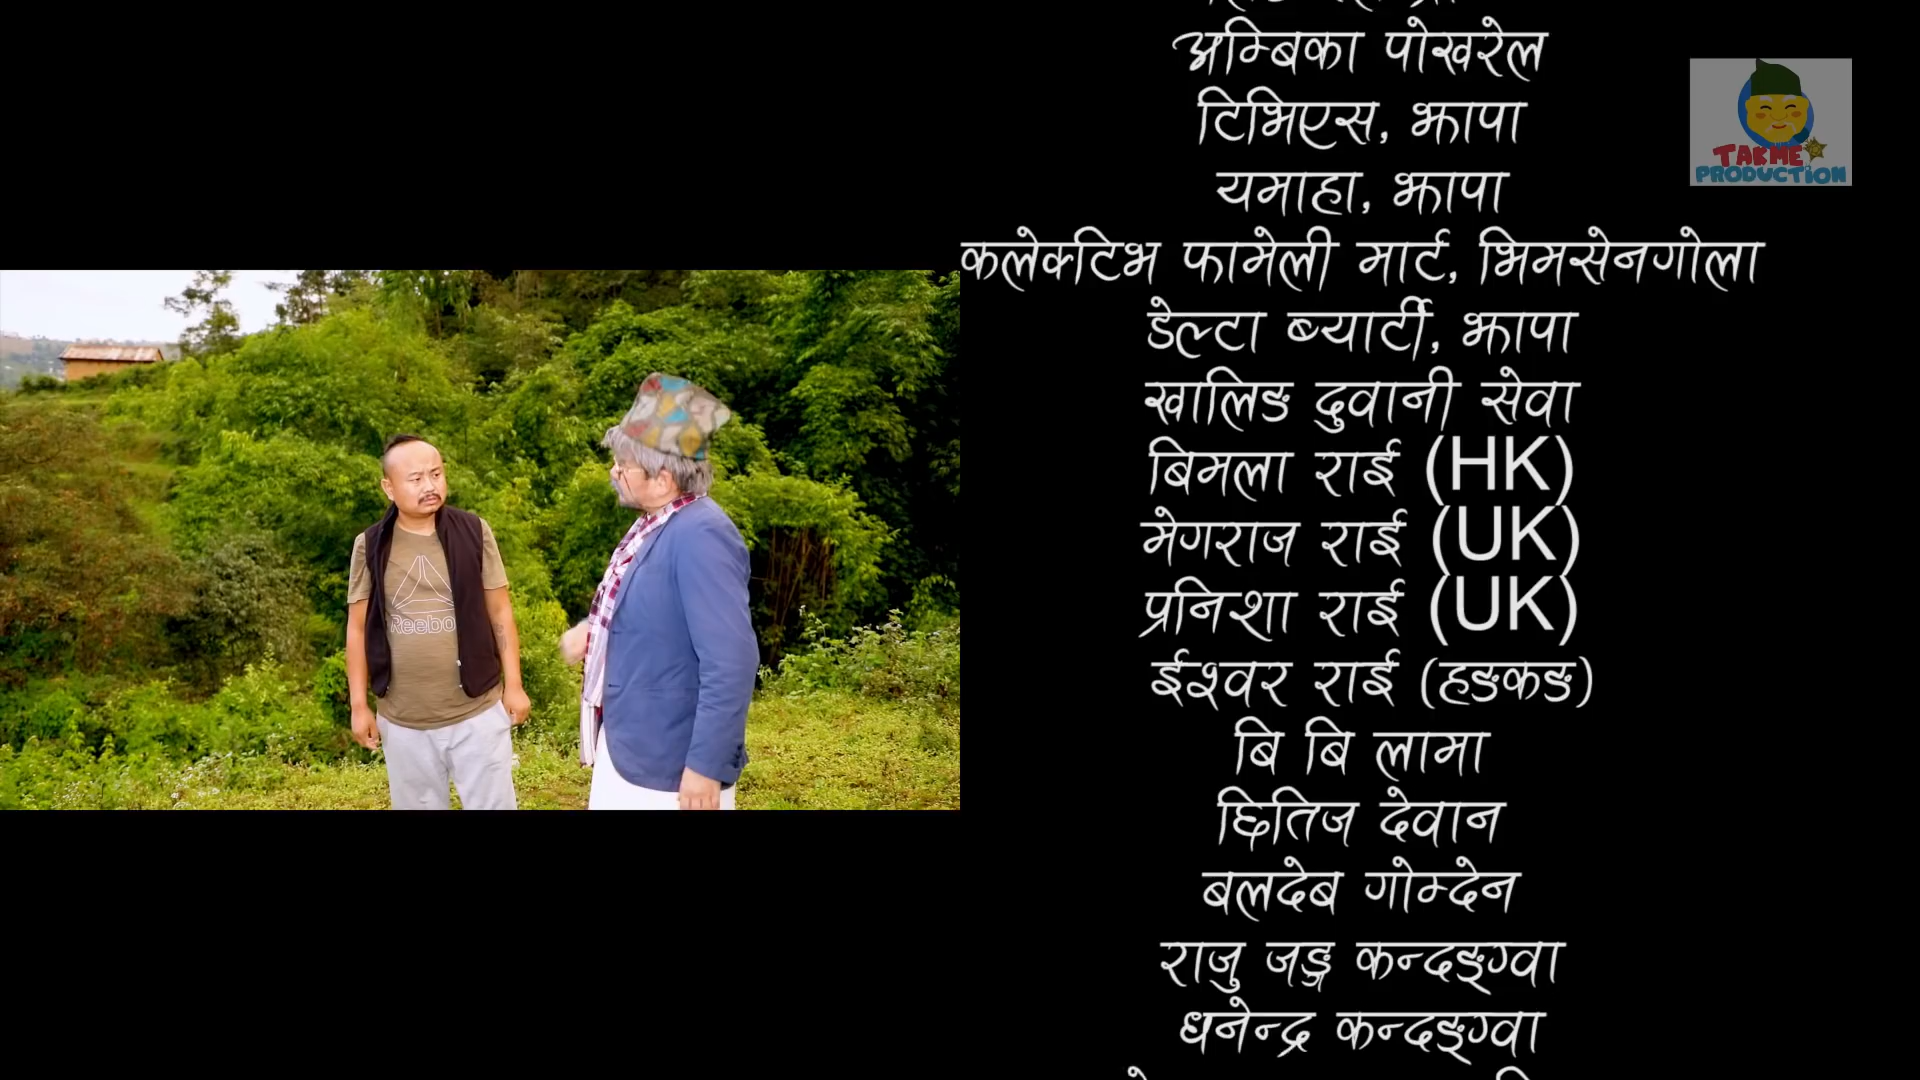 अम्बिका पोखरेल
टिभिएस, झापा
यमाहा, झापा
कलेक्टिभ फामेली मार्ट, भिमसेनगोला
डेल्टा ब्यार्टी, झापा
खालिङ दुवानी सेवा
बिमला राई (HK)
मेगराज राई (UK)
प्रनिशा राई (UK)
ईश्वर राई (हङकङ)
बि बि लामा
छितिज देवान
बलदेब गोम्देन
राजु जङ्ग कन्दङ्ग्वा
धनेन्द्र कन्दङ्ग्वा
TAKME
PRODUCTION
Reebo